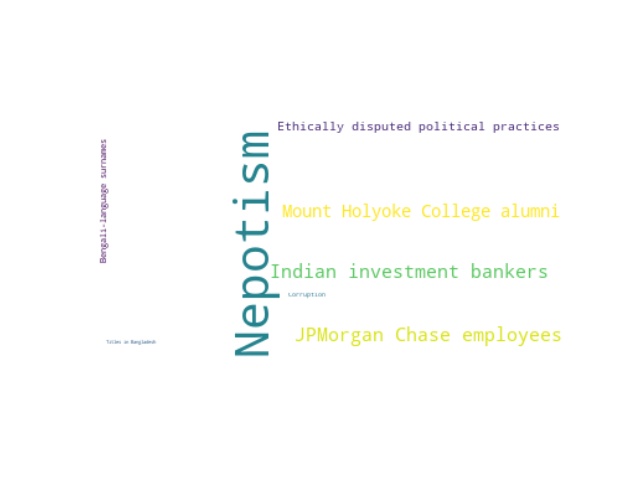 Ethically disputed political practices
Bengali-language surnames
Nepotism
Mount Holyoke College alumni
Indian investment bankers
Corruption
JPMorgan Chase employees
Titles in Bangladesh